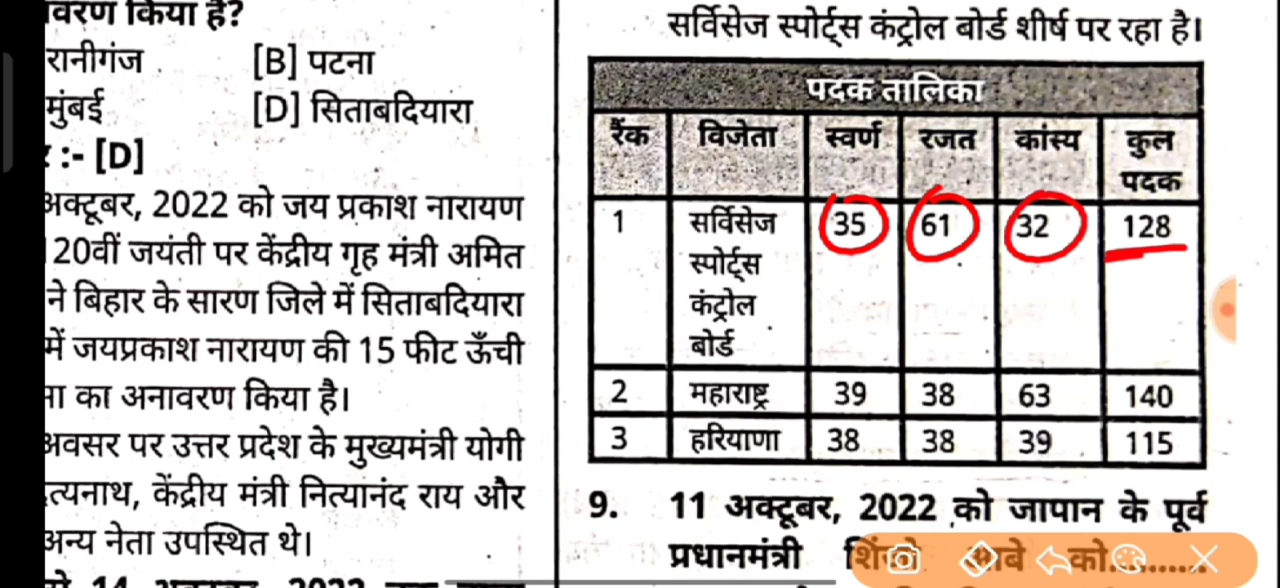 वरण किया है?
रानीगंज [B] पटना
मुंबई [D] सिताबदियारा
:- [D]
अक्टूबर, 2022 को जय प्रकाश नारायण
120वीं जयंती पर केंद्रीय गृह मंत्री अमित
ने बिहार के सारण जिले में सिताबदियारा
में जयप्रकाश नारायण की 15 फीट ऊँची
का अनावरण किया है।
अवसर पर उत्तर प्रदेश के मुख्यमंत्री योगी
त्यनाथ, केंद्रीय मंत्री नित्यानंद राय और
अन्य नेता उपस्थित थे।
सर्विसेज स्पोर्ट्स कंट्रोल बोर्ड शीर्ष पर रहा है।
पदक तालिका
रैंक विजेता स्वर्ण रजत कांस्य कुल पदक
1 सर्विसेज स्पोर्ट्स कंट्रोल बोर्ड 35 61 32 128
2 महाराष्ट्र 39 38 63 140
3 हरियाणा 38 38 39 115
9. 11 अक्टूबर, 2022 को जापान के पूर्व
प्रधानमंत्री शिंजो आबे को.........